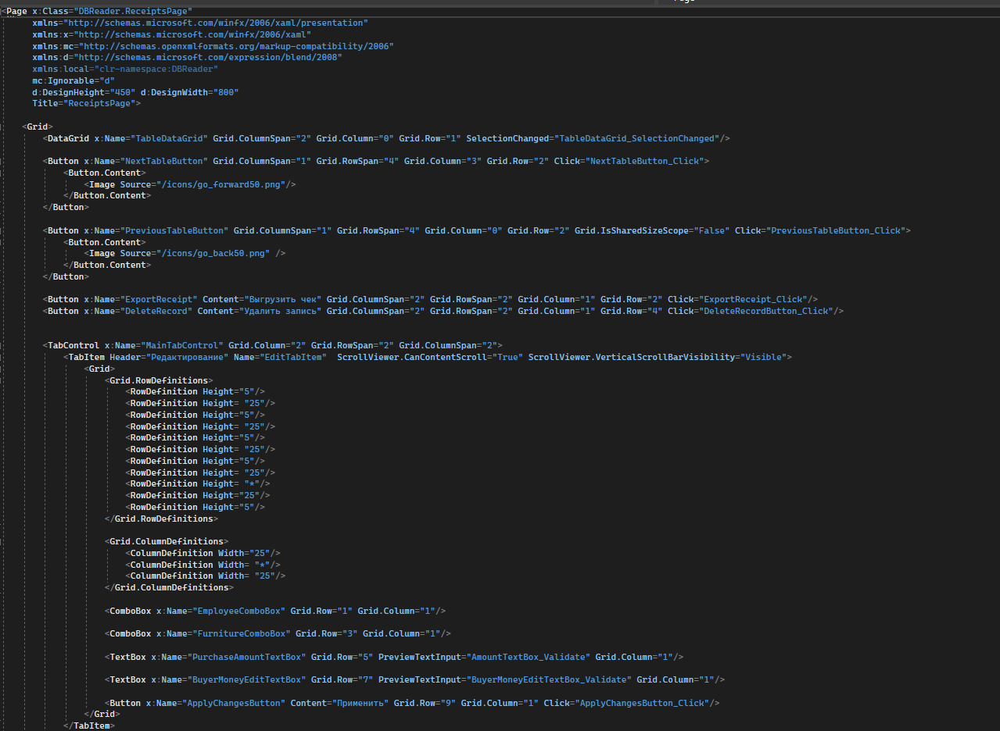 <Page x:Class="DBReader.ReceiptsPage"
xmlns="http://schemas.microsoft.com/winfx/2006/xaml/presentation"
xmlns:x="http://schemas.microsoft.com/winfx/2006/xaml"
xmlns:mc="http://schemas.openxmlformats.org/markup-compatibility/2006"
xmlns:d="http://schemas.microsoft.com/expression/blend/2008"
xmlns:local="clr-namespace:DBReader"
mc:Ignorable="d"
d:DesignHeight="450" d:DesignWidth="800"
Title="ReceiptsPage">
<Grid>
<DataGrid x:Name="TableDataGrid" Grid.ColumnSpan="2" Grid.Column="0" Grid.Row="1" SelectionChanged="TableDataGrid_SelectionChanged"/>
<Button x:Name="NextTableButton" Grid.ColumnSpan="1" Grid.RowSpan="4" Grid.Column="3" Grid.Row="2" Click="NextTableButton_Click">
<Button.Content>
<Image Source="/icons/go_forward50.png"/>
</Button.Content>
</Button>
<Button x:Name="PreviousTableButton" Grid.ColumnSpan="1" Grid.RowSpan="4" Grid.Column="0" Grid.Row="2" Grid.IsSharedSizeScope="False" Click="PreviousTableButton_Click">
<Button.Content>
<Image Source="/icons/go_back50.png" />
</Button.Content>
</Button>
<Button x:Name="ExportReceipt" Content="Выгрузить чек" Grid.ColumnSpan="2" Grid.RowSpan="2" Grid.Column="1" Grid.Row="2" Click="ExportReceipt_Click"/>
<Button x:Name="DeleteRecord" Content="Удалить запись" Grid.ColumnSpan="2" Grid.RowSpan="2" Grid.Column="1" Grid.Row="4" Click="DeleteRecordButton_Click"/>
<TabControl x:Name="MainTabControl" Grid.Column="2" Grid.RowSpan="2" Grid.ColumnSpan="2">
<TabItem Header="Редактирование" Name="EditTabItem"  ScrollViewer.CanContentScroll="True" ScrollViewer.VerticalScrollBarVisibility="Visible">
<Grid>
<Grid.RowDefinitions>
<RowDefinition Height="5"/>
<RowDefinition Height= "25"/>
<RowDefinition Height="5"/>
<RowDefinition Height= "25"/>
<RowDefinition Height="5"/>
<RowDefinition Height= "25"/>
<RowDefinition Height="5"/>
<RowDefinition Height= "25"/>
<RowDefinition Height= "*"/>
<RowDefinition Height="25"/>
<RowDefinition Height="5"/>
</Grid.RowDefinitions>
<Grid.ColumnDefinitions>
<ColumnDefinition Width="25"/>
<ColumnDefinition Width= "*"/>
<ColumnDefinition Width= "25"/>
</Grid.ColumnDefinitions>
<ComboBox x:Name="EmployeeComboBox" Grid.Row="1" Grid.Column="1"/>
<ComboBox x:Name="FurnitureComboBox" Grid.Row="3" Grid.Column="1"/>
<TextBox x:Name="PurchaseAmountTextBox" Grid.Row="5" PreviewTextInput="AmountTextBox_Validate" Grid.Column="1"/>
<TextBox x:Name="BuyerMoneyEditTextBox" Grid.Row="7" PreviewTextInput="BuyerMoneyEditTextBox_Validate" Grid.Column="1"/>
<Button x:Name="ApplyChangesButton" Content="Применить" Grid.Row="9" Grid.Column="1" Click="ApplyChangesButton_Click"/>
</Grid>
</TabItem>